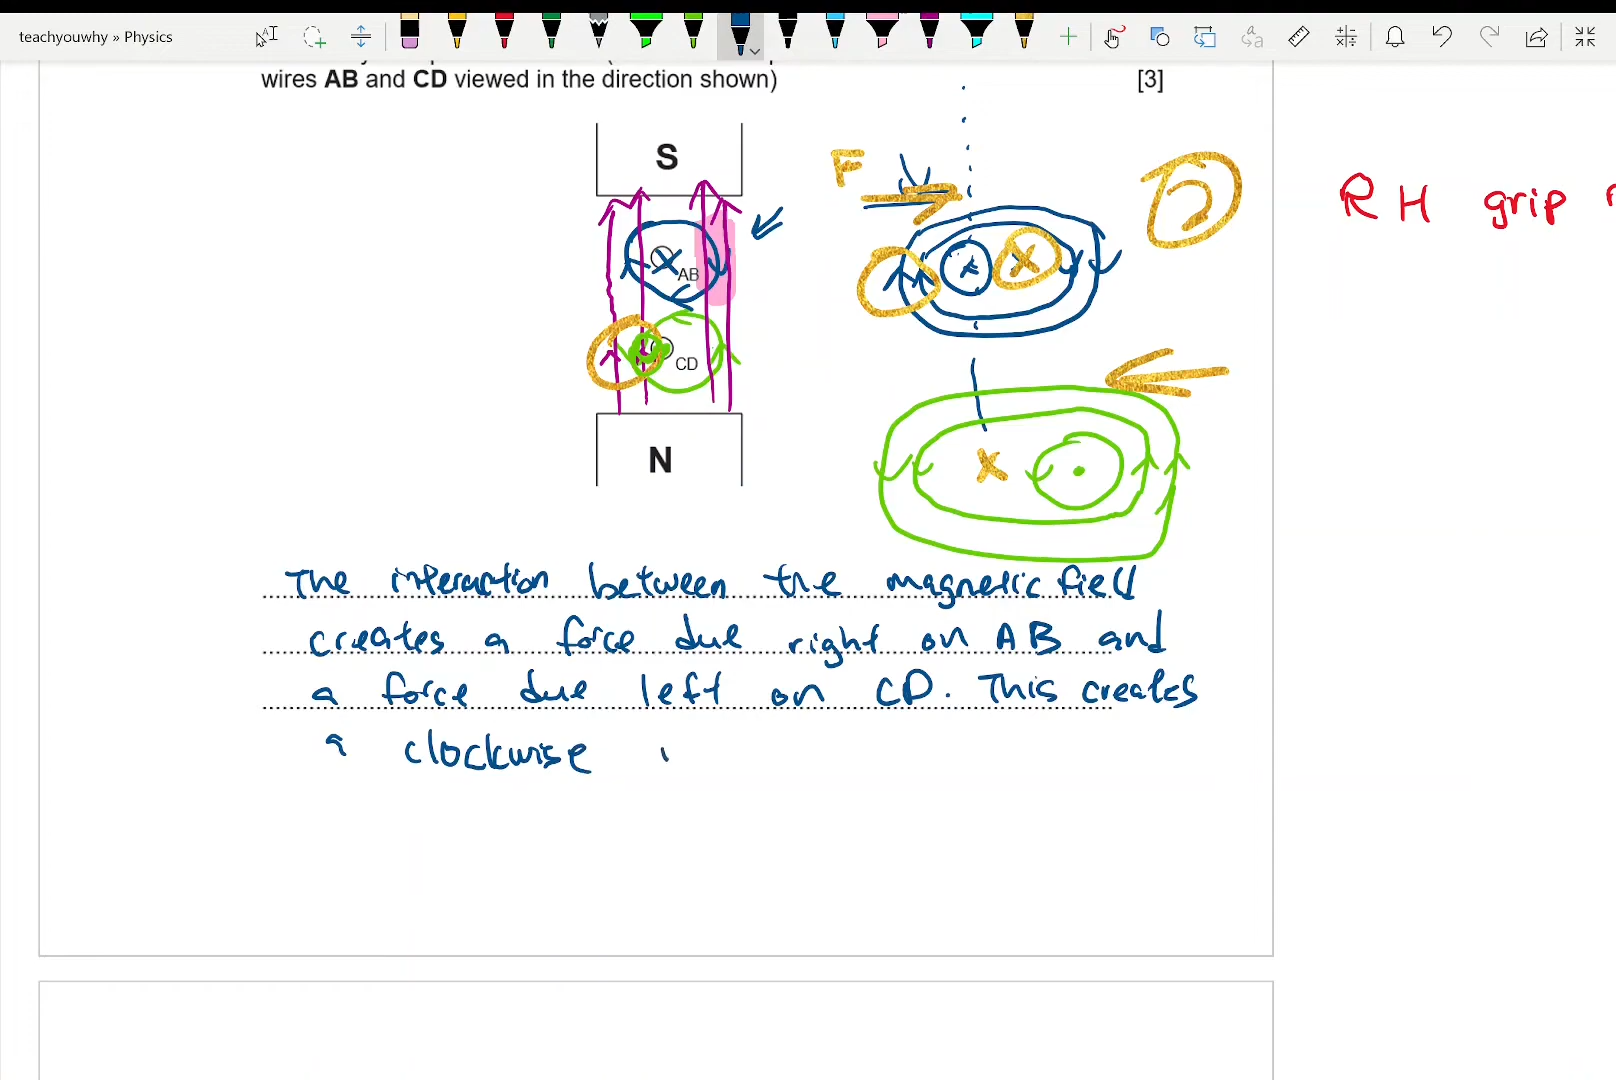 teachyouwhy » Physics
wires AB and CD viewed in the direction shown)
[3]
S
F
2
RH grip
AB
CD
N
The interaction between the magnetic field
creates a force due right on AB and
a force due left on CD. This creates
a clockwise